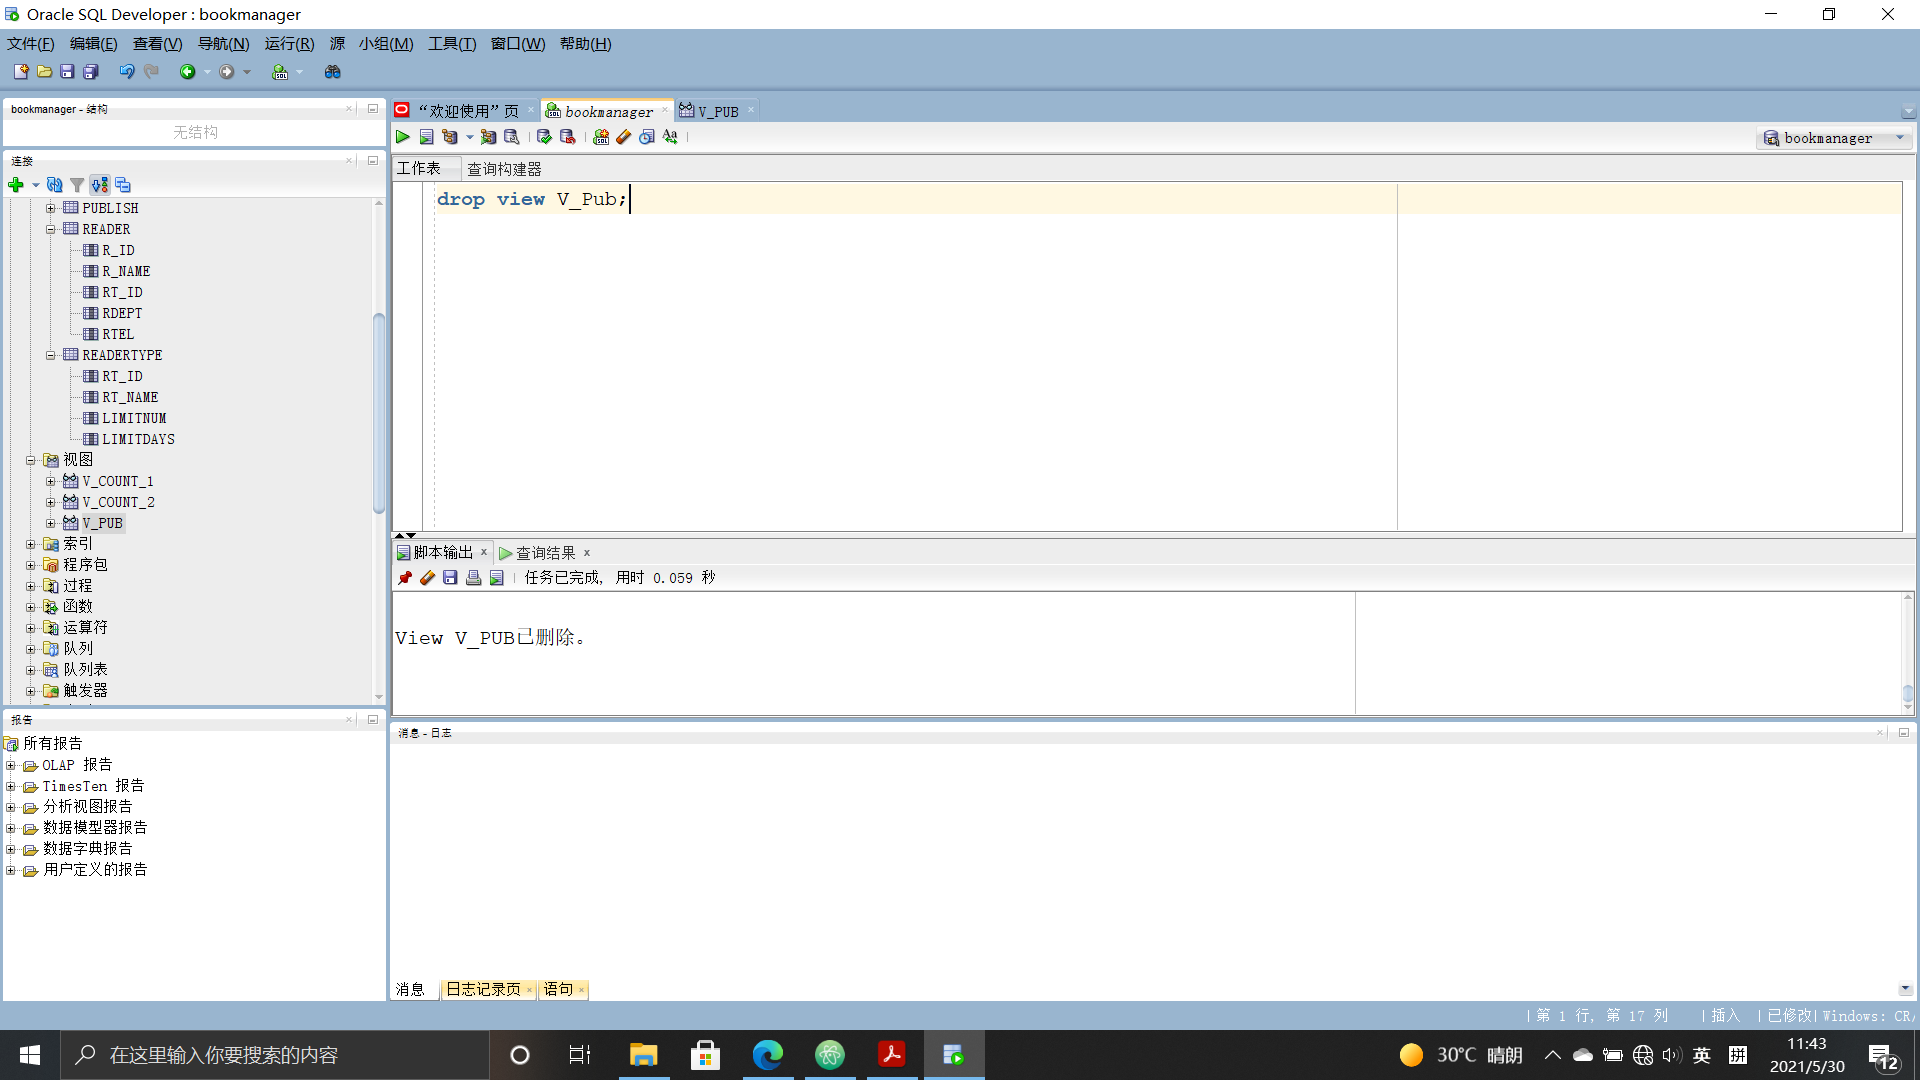 Oracle SQL Developer : bookmanager
文件(F) 编辑(E) 查看(V) 导航(N) 运行(R) 源 小组(M) 工具(T) 窗口(W) 帮助(H)
bookmanager - 结构
无结构
连接
PUBLISH
READER
R_ID
R_NAME
RT_ID
RDEPT
RTEL
READERTYPE
RT_ID
RT_NAME
LIMITNUM
LIMITDAYS
视图
V_COUNT_1
V_COUNT_2
V_PUB
索引
程序包
过程
函数
运算符
队列
队列表
触发器
报告
所有报告
OLAP 报告
TimesTen 报告
分析视图报告
数据模型器报告
数据字典报告
用户定义的报告
“欢迎使用”页 bookmanager V_PUB
bookmanager
工作表 查询构建器
drop view V_Pub;
脚本输出 查询结果
任务已完成, 用时 0.059 秒
View V_PUB已删除。
消息 - 日志
消息 日志记录页 语句
第 1 行, 第 17 列 插入 已修改 Windows: CR/
在这里输入你要搜索的内容
30°C 晴朗
英 拼
11:43
2021/5/30
12